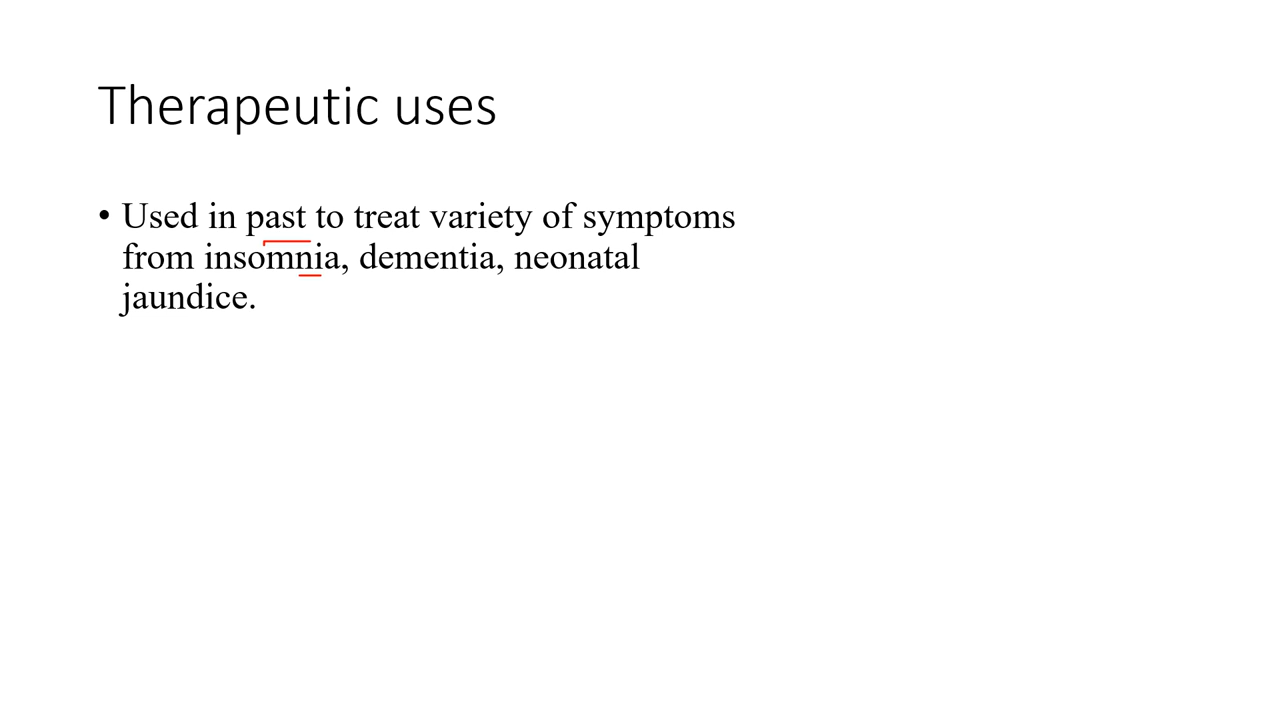 Therapeutic uses
• Used in past to treat variety of symptoms
from insomnia, dementia, neonatal
jaundice.